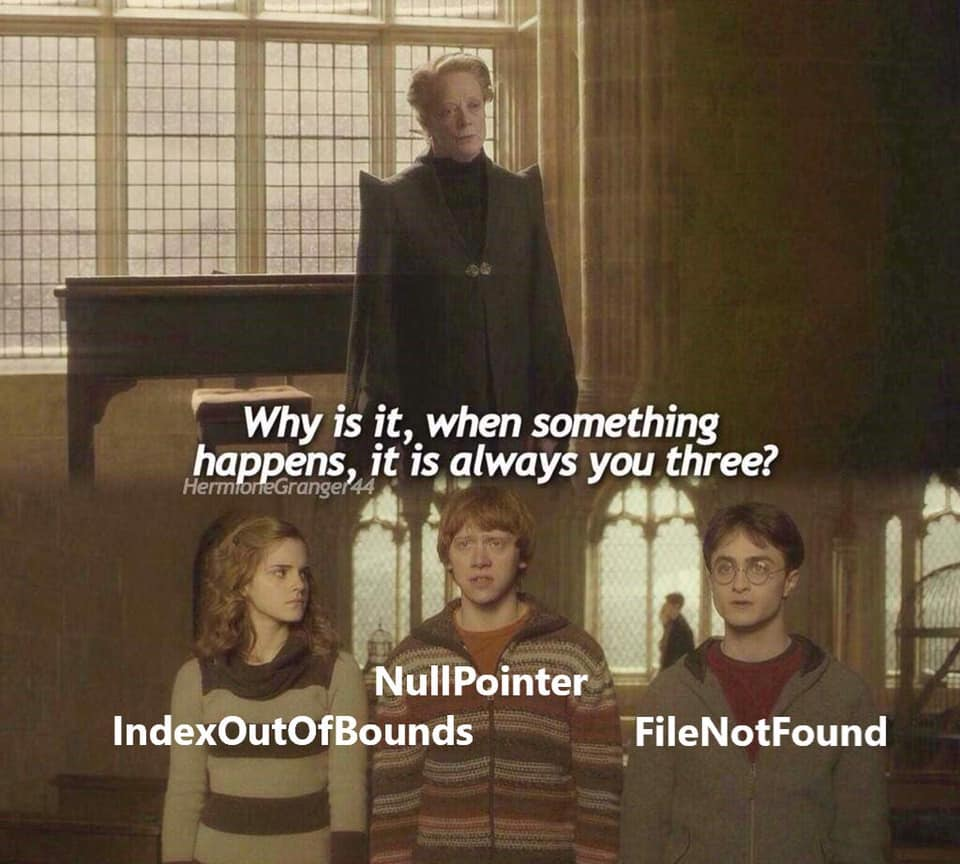 Why is it, when something
happens, it is always you three?
HermioneGranger44
NullPointer
IndexOutOfBounds
FileNotFound